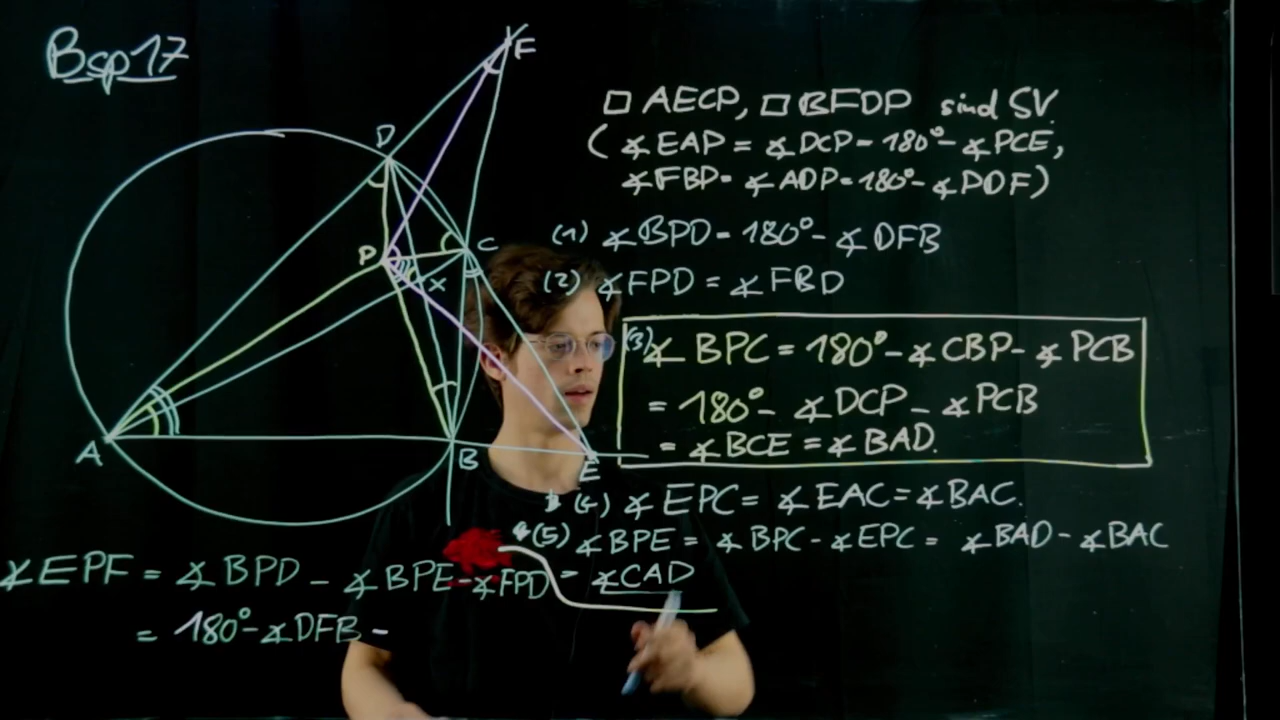 Bsp 17
F
D
P
C
X
A
B
E
□ AECP, □ BFDP sind SV.
(∡EAP = ∡DCP = 180° - ∡PCE,
∡FBP = ∡ADP = 180° - ∡PDF)
(1) ∡BPD = 180° - ∡DFB
(2) ∡FPD = ∡FBD
(3) ∡BPC = 180° - ∡CBP - ∡PCB
= 180° - ∡DCP - ∡PCB
= ∡BCE = ∡BAD.
(4) ∡EPC = ∡EAC = ∡BAC.
(5) ∡BPE = ∡BPC - ∡EPC = ∡BAD - ∡BAC
= ∡CAD
∡EPF = ∡BPD - ∡BPE - ∡FPD
= 180° - ∡DFB -